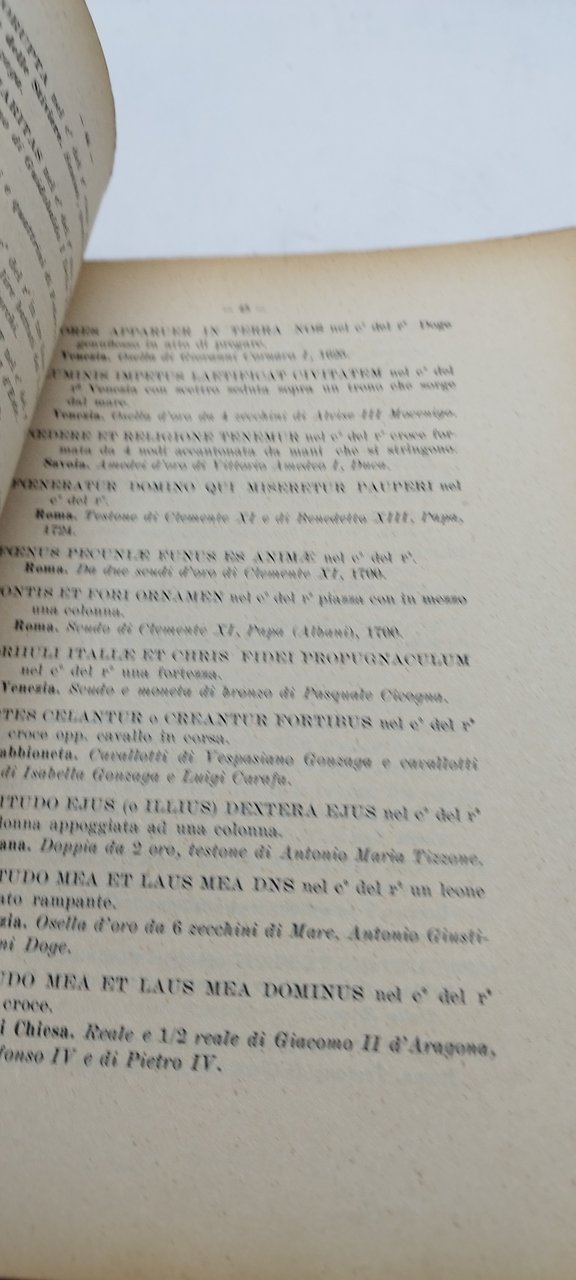 — 43 —
ORES APPARUER IN TERRA NOS nel c° del r° Doge
genuflesso in atto di pregare.
Venezia. Osella di Giovanni Cornaro I, 1625.
UMINIS IMPETUS LAETIFICAT CIVITATEM nel c° del
r° Venezia con scettro seduta sopra un trono che sorge
dal mare.
Venezia. Osella d'oro da 4 zecchini di Alvise III Mocenigo.
NEDERE ET RELIGIONE TENEMUR nel c° del r° croce for-
mata da 4 nodi accantonata da mani che si stringono.
Savoia. Amedei d'oro di Vittorio Amedeo I, Duca.
FŒNERATUR DOMINO QUI MISERETUR PAUPERI nel
c° del r°.
Roma. Testone di Clemente XI e di Benedetto XIII, Papa,
1724.
FŒNUS PECUNIÆ FUNUS ES ANIMÆ nel c° del r°.
Roma. Da due scudi d'oro di Clemente XI, 1700.
ONTIS ET FORI ORNAMEN nel c° del r° piazza con in mezzo
una colonna.
Roma. Scudo di Clemente XI, Papa (Albani), 1700.
RIIULI ITALIÆ ET CHRIS FIDEI PROPUGNACULUM
nel c° del r° una fortezza.
Venezia. Scudo e moneta di bronzo di Pasquale Cicogna.
TES CELANTUR o CREANTUR FORTIBUS nel c° del r°
croce opp. cavallo in corsa.
abbioneta. Cavallotti di Vespasiano Gonzaga e cavallotti
di Isabella Gonzaga e Luigi Carafa.
ITUDO EJUS (o ILLIUS) DEXTERA EJUS nel c° del r°
donna appoggiata ad una colonna.
ana. Doppia da 2 oro, testone di Antonio Maria Tizzone.
TUDO MEA ET LAUS MEA DNS nel c° del r° un leone
ato rampante.
zia. Osella d'oro da 6 zecchini di Marc. Antonio Giusti-
ni Doge.
UDO MEA ET LAUS MEA DOMINUS nel c° del r°
croce.
i Chiesa. Reale e 1/2 reale di Giacomo II d'Aragona,
fonso IV e di Pietro IV.